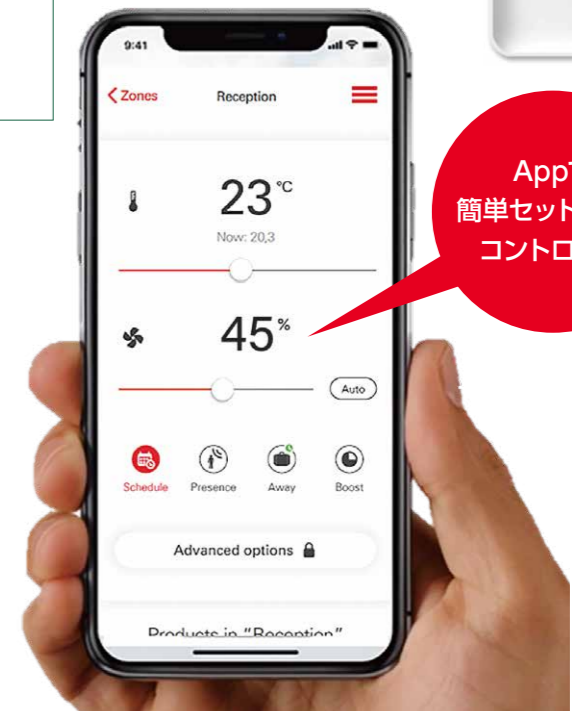 9:41
Zones
Reception
23 °C
Now: 20,3
45 %
Auto
Schedule
Presence
Away
Boost
Advanced options
Products in "Reception"
App
簡単セット
コントロ